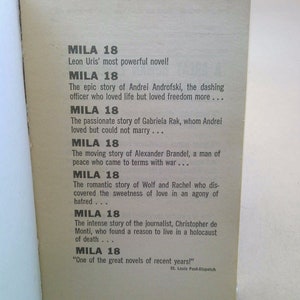 MILA 18
Leon Uris' most powerful novel!
MILA 18
The epic story of Andrei Androfski, the dashing
officer who loved life but loved freedom more ...
MILA 18
The passionate story of Gabriela Rak, whom Andrei
loved but could not marry ...
MILA 18
The moving story of Alexander Brandel, a man of
peace who came to terms with war ...
MILA 18
The romantic story of Wolf and Rachel who dis-
covered the sweetness of love in an agony of
hatred ...
MILA 18
The intense story of the journalist, Christopher de
Monti, who found a reason to live in a holocaust
of death ...
MILA 18
"One of the great novels of recent years!"
St. Louis Post-Dispatch